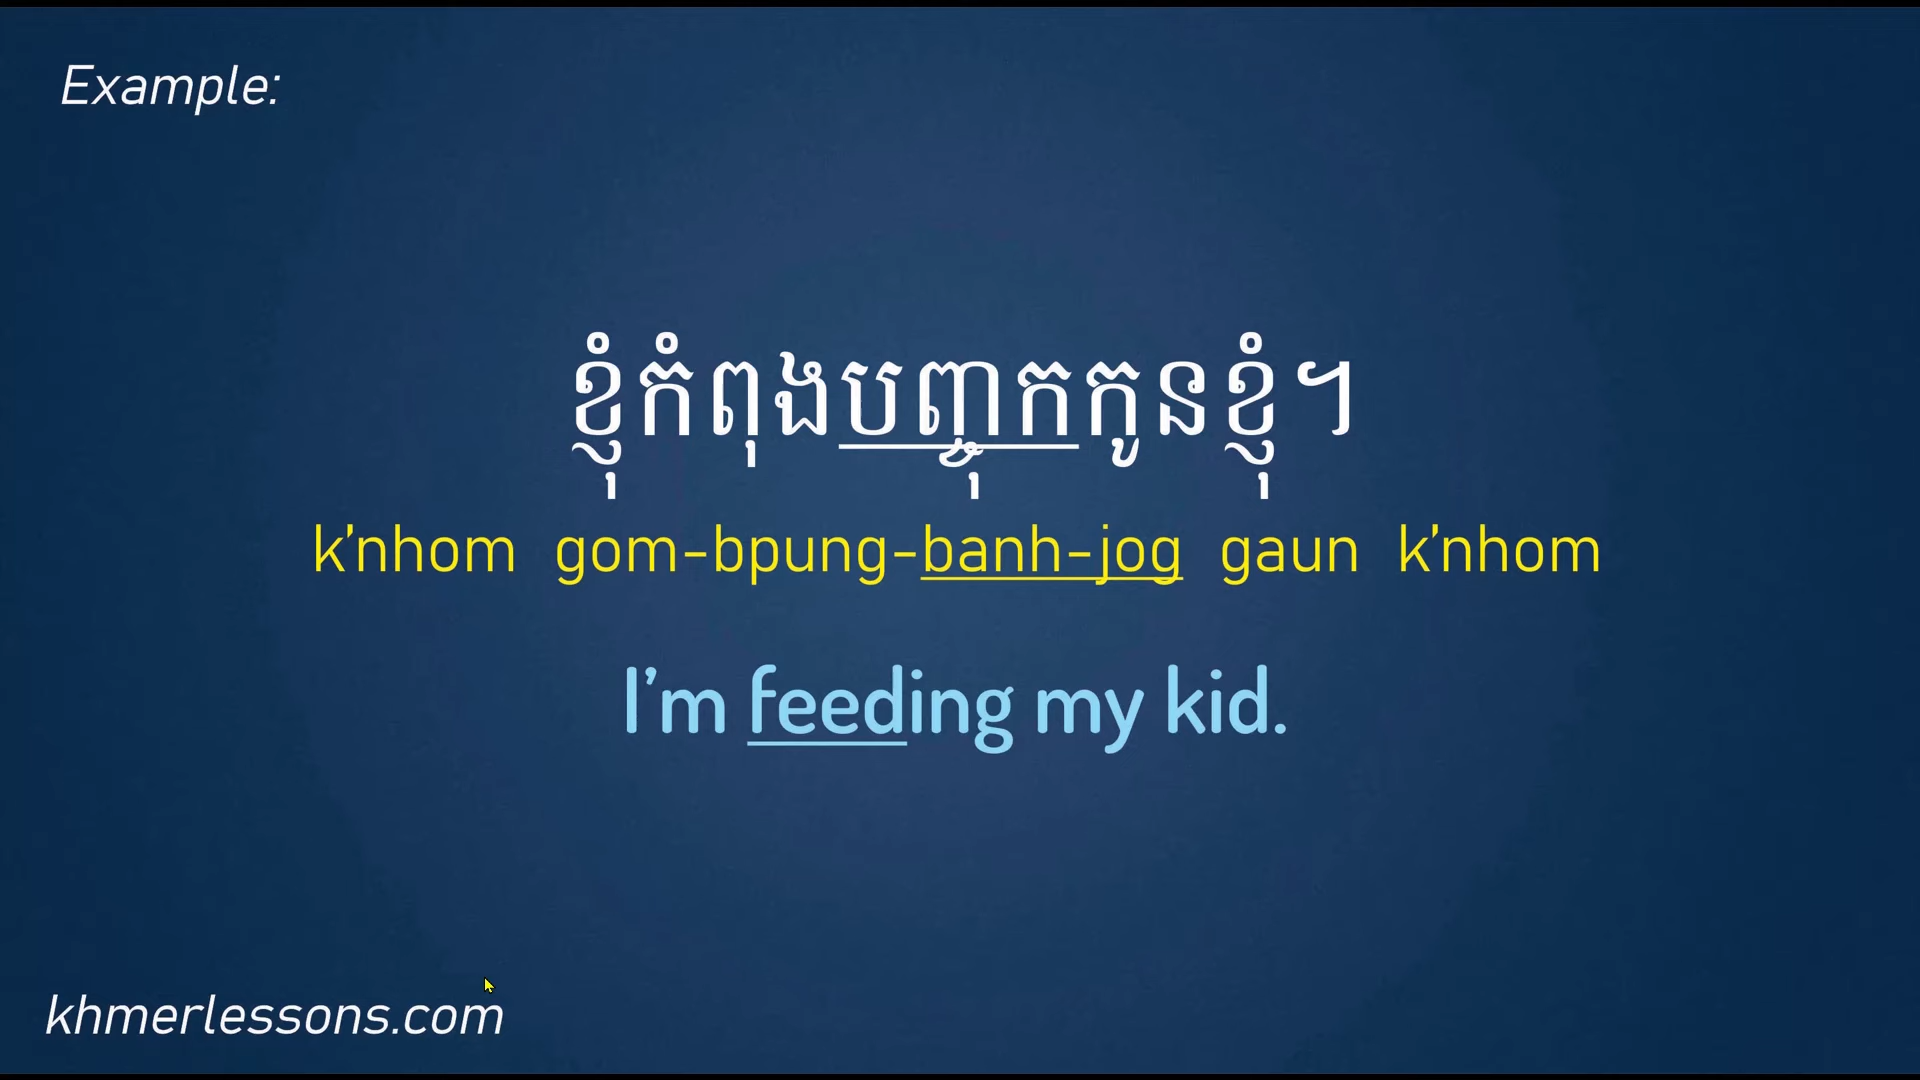 Example:
ខ្ញុំកំពុងបញ្ចុកកូនខ្ញុំ។
k’nhom gom-bpung-banh-jog gaun k’nhom
I’m feeding my kid.
khmerlessons.com